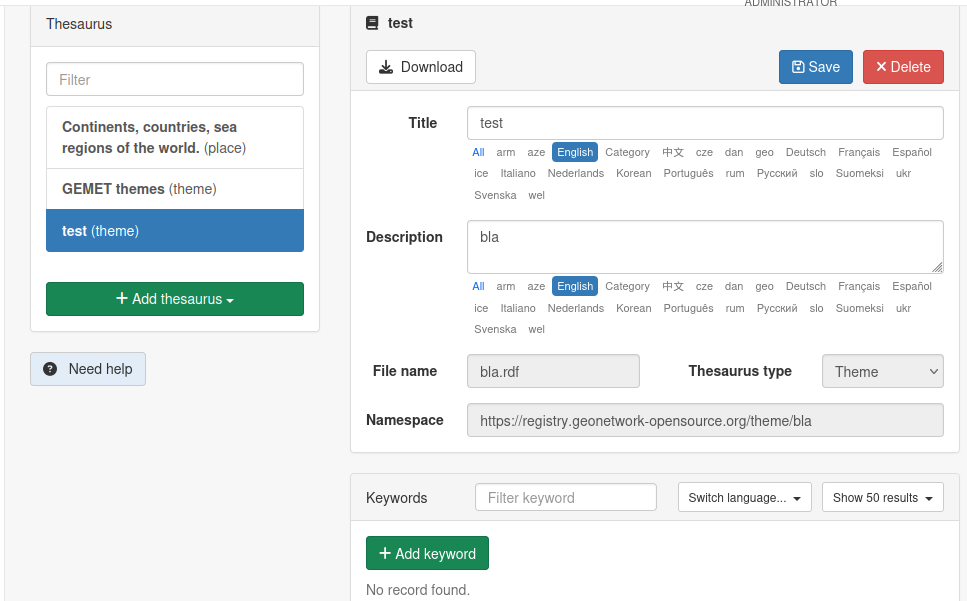 ADMINISTRATOR
Thesaurus
Filter
Continents, countries, sea
regions of the world. (place)
GEMET themes (theme)
test (theme)
+ Add thesaurus
Need help
test
Download
Save
Delete
Title
test
All arm aze English Category 中文 cze dan geo Deutsch Français Español
ice Italiano Nederlands Korean Português rum Русский slo Suomeksi ukr
Svenska wel
Description
bla
All arm aze English Category 中文 cze dan geo Deutsch Français Español
ice Italiano Nederlands Korean Português rum Русский slo Suomeksi ukr
Svenska wel
File name
bla.rdf
Thesaurus type
Theme
Namespace
https://registry.geonetwork-opensource.org/theme/bla
Keywords
Filter keyword
Switch language...
Show 50 results
+ Add keyword
No record found.